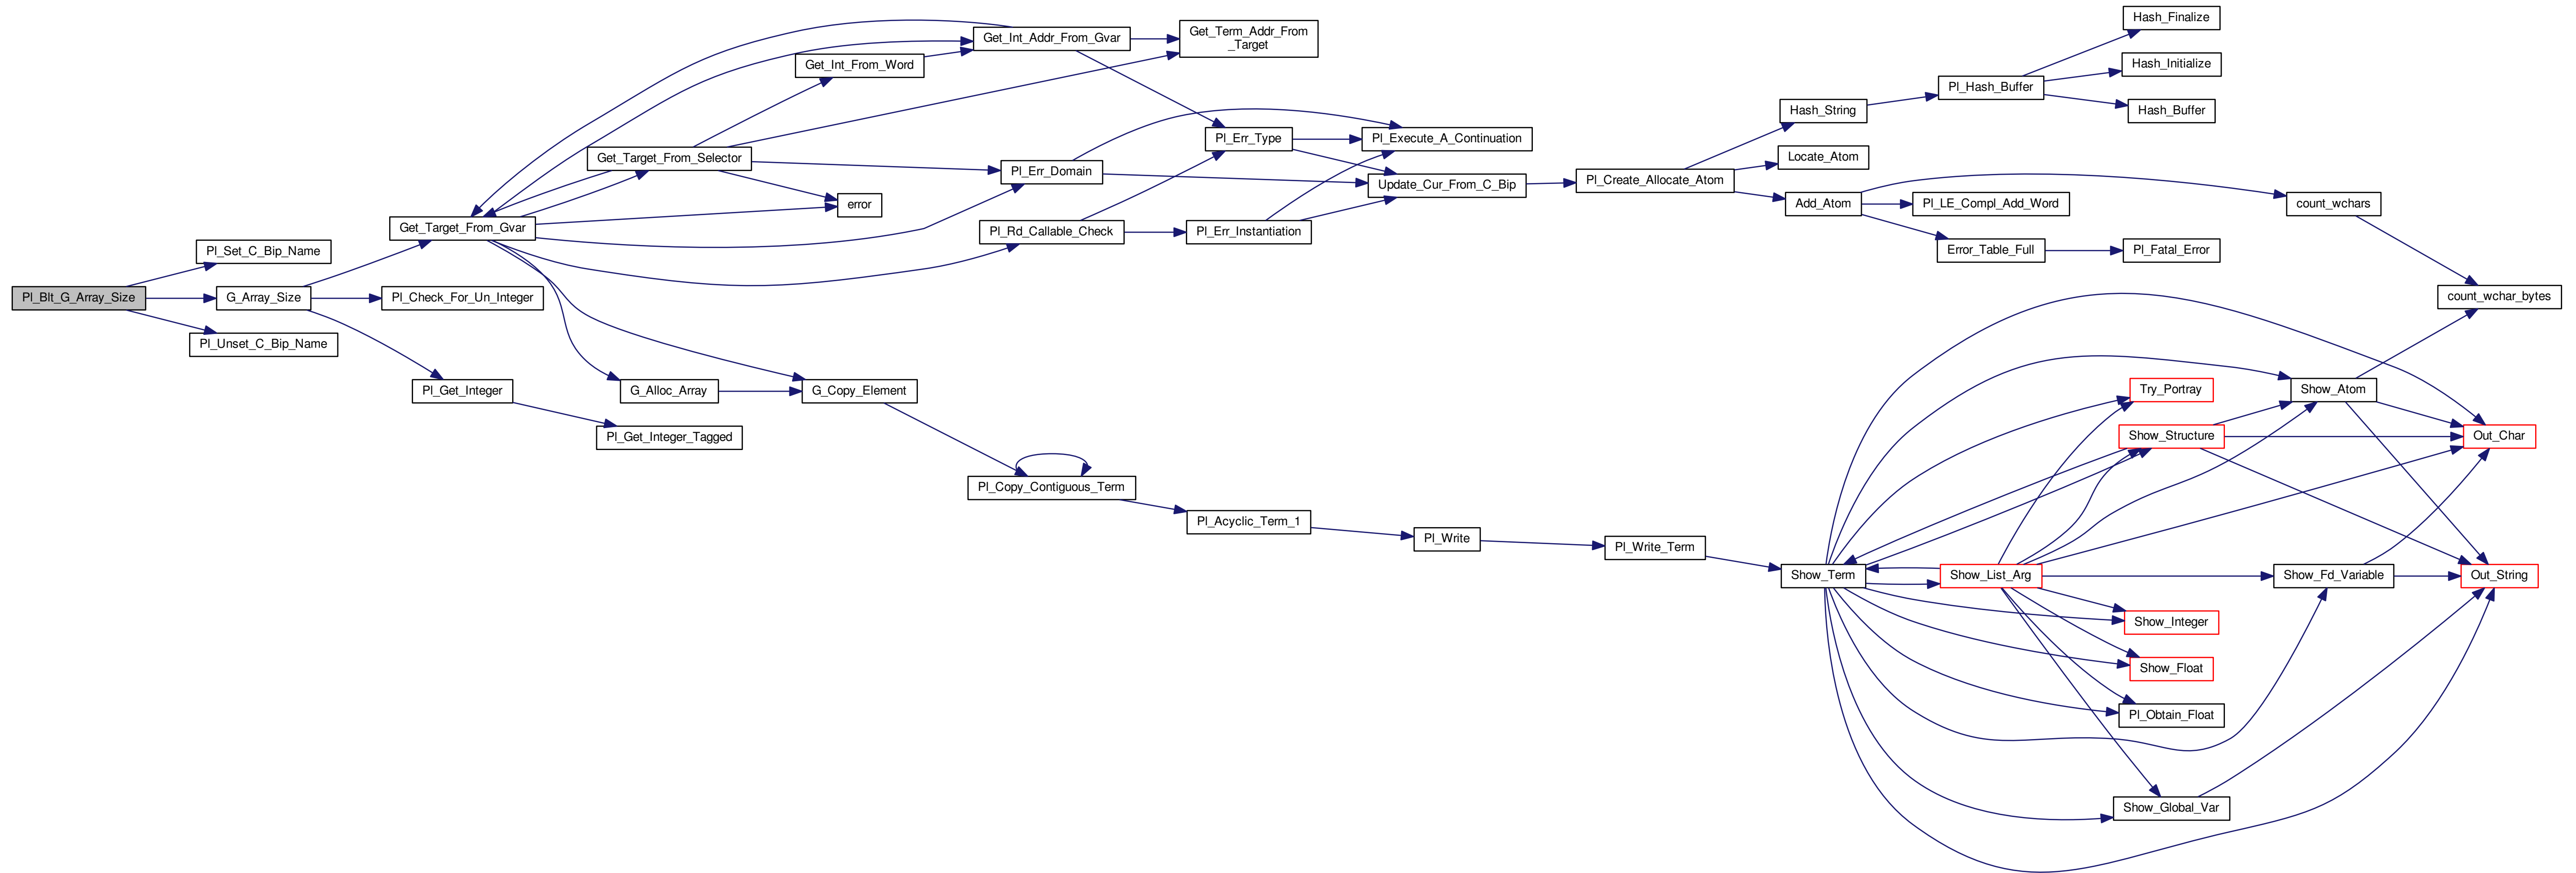 Pl_Blt_G_Array_Size
Pl_Set_C_Bip_Name
G_Array_Size
Pl_Unset_C_Bip_Name
Get_Target_From_Gvar
Pl_Check_For_Un_Integer
Pl_Get_Integer
Pl_Get_Integer_Tagged
Get_Target_From_Selector
G_Alloc_Array
Get_Int_From_Word
error
G_Copy_Element
Get_Int_Addr_From_Gvar
Pl_Err_Domain
Pl_Rd_Callable_Check
Pl_Copy_Contiguous_Term
Get_Term_Addr_From
_Target
Pl_Err_Type
Pl_Err_Instantiation
Pl_Acyclic_Term_1
Pl_Execute_A_Continuation
Update_Cur_From_C_Bip
Pl_Write
Pl_Create_Allocate_Atom
Pl_Write_Term
Hash_String
Locate_Atom
Add_Atom
Show_Term
Pl_Hash_Buffer
Pl_LE_Compl_Add_Word
Error_Table_Full
Show_List_Arg
Hash_Finalize
Hash_Initialize
Hash_Buffer
Pl_Fatal_Error
Try_Portray
Show_Structure
Show_Integer
Show_Float
Pl_Obtain_Float
Show_Global_Var
count_wchars
Show_Atom
Show_Fd_Variable
count_wchar_bytes
Out_Char
Out_String